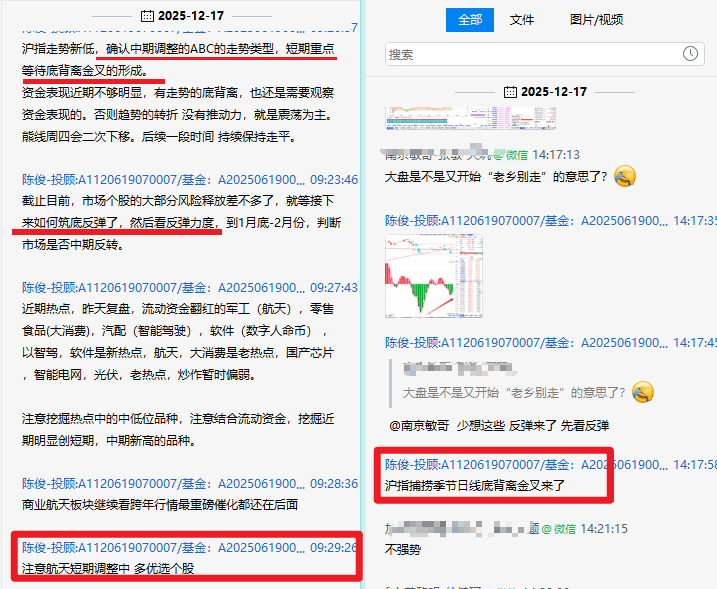 2025-12-17
沪指走势新低，确认中期调整的ABC的走势类型，短期重点
等待底背离金叉的形成。
资金表现近期不够明显，有走势的底背离，也还是需要观察
资金表现的。否则趋势的转折 没有推动力，就是震荡为主。
能线周四会二次下移。后续一段时间 持续保持走平。
陈俊-投顾:A1120619070007/基金：A2025061900... 09:23:46
截止目前，市场个股的大部分风险释放差不多了，就等接下
来如何筑底反弹了，然后看反弹力度，到1月底-2月份，判断
市场是否中期反转。
陈俊-投顾:A1120619070007/基金：A2025061900... 09:27:43
近期热点，昨天复盘，流动资金翻红的军工（航天），零售
食品(大消费)，汽配（智能驾驶），软件（数字人命币），
以智驾，软件是新热点，航天，大消费是老热点，国产芯片
，智能电网，光伏，老热点，炒作暂时偏弱。
注意挖掘热点中的中低位品种，注意结合流动资金，挖掘近
期明显创短期，中期新高的品种。
陈俊-投顾:A1120619070007/基金：A2025061900... 09:28:36
商业航天板块继续看跨年行情最重磅催化都还在后面
陈俊-投顾:A1120619070007/基金：A2025061900... 09:29:26
注意航天短期调整中 多优选个股
全部 文件 图片/视频
搜索
2025-12-17
@微信 14:17:13
大盘是不是又开始“老乡别走”的意思了？
陈俊-投顾:A1120619070007/基金：A2025061900... 14:17:35
陈俊-投顾:A1120619070007/基金：A2025061900... 14:17:45
大盘是不是又开始“老乡别走”的意思了？
@南京敏哥 少想这些 反弹来了 先看反弹
陈俊-投顾:A1120619070007/基金：A2025061900... 14:17:58
沪指捕捞季节日线底背离金叉来了
@微信 14:21:15
不强势